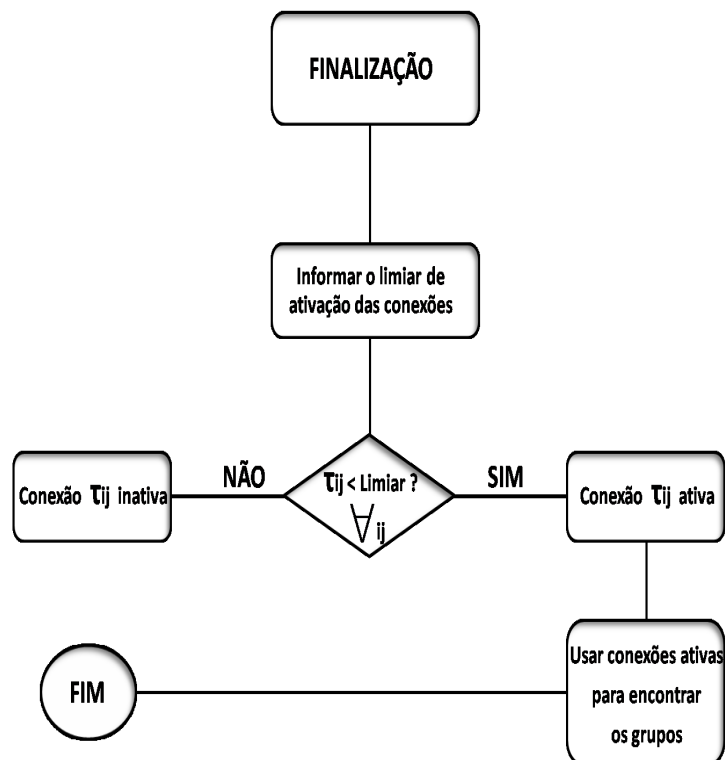 FINALIZAÇÃO
Informar o limiar de
ativação das conexões
NÃO
τij < Limiar ?
∀ ij
SIM
Conexão τij inativa
Conexão τij ativa
Usar conexões ativas
para encontrar
os grupos
FIM